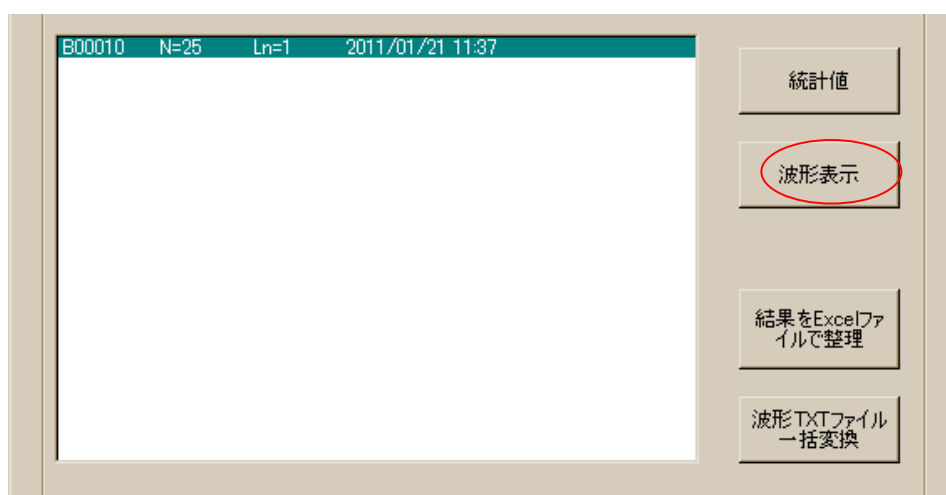 B00010 N=25 Ln=1 2011/01/21 11:37
統計値
波形表示
結果をExcelファ
イルで整理
波形TXTファイル
一括変換